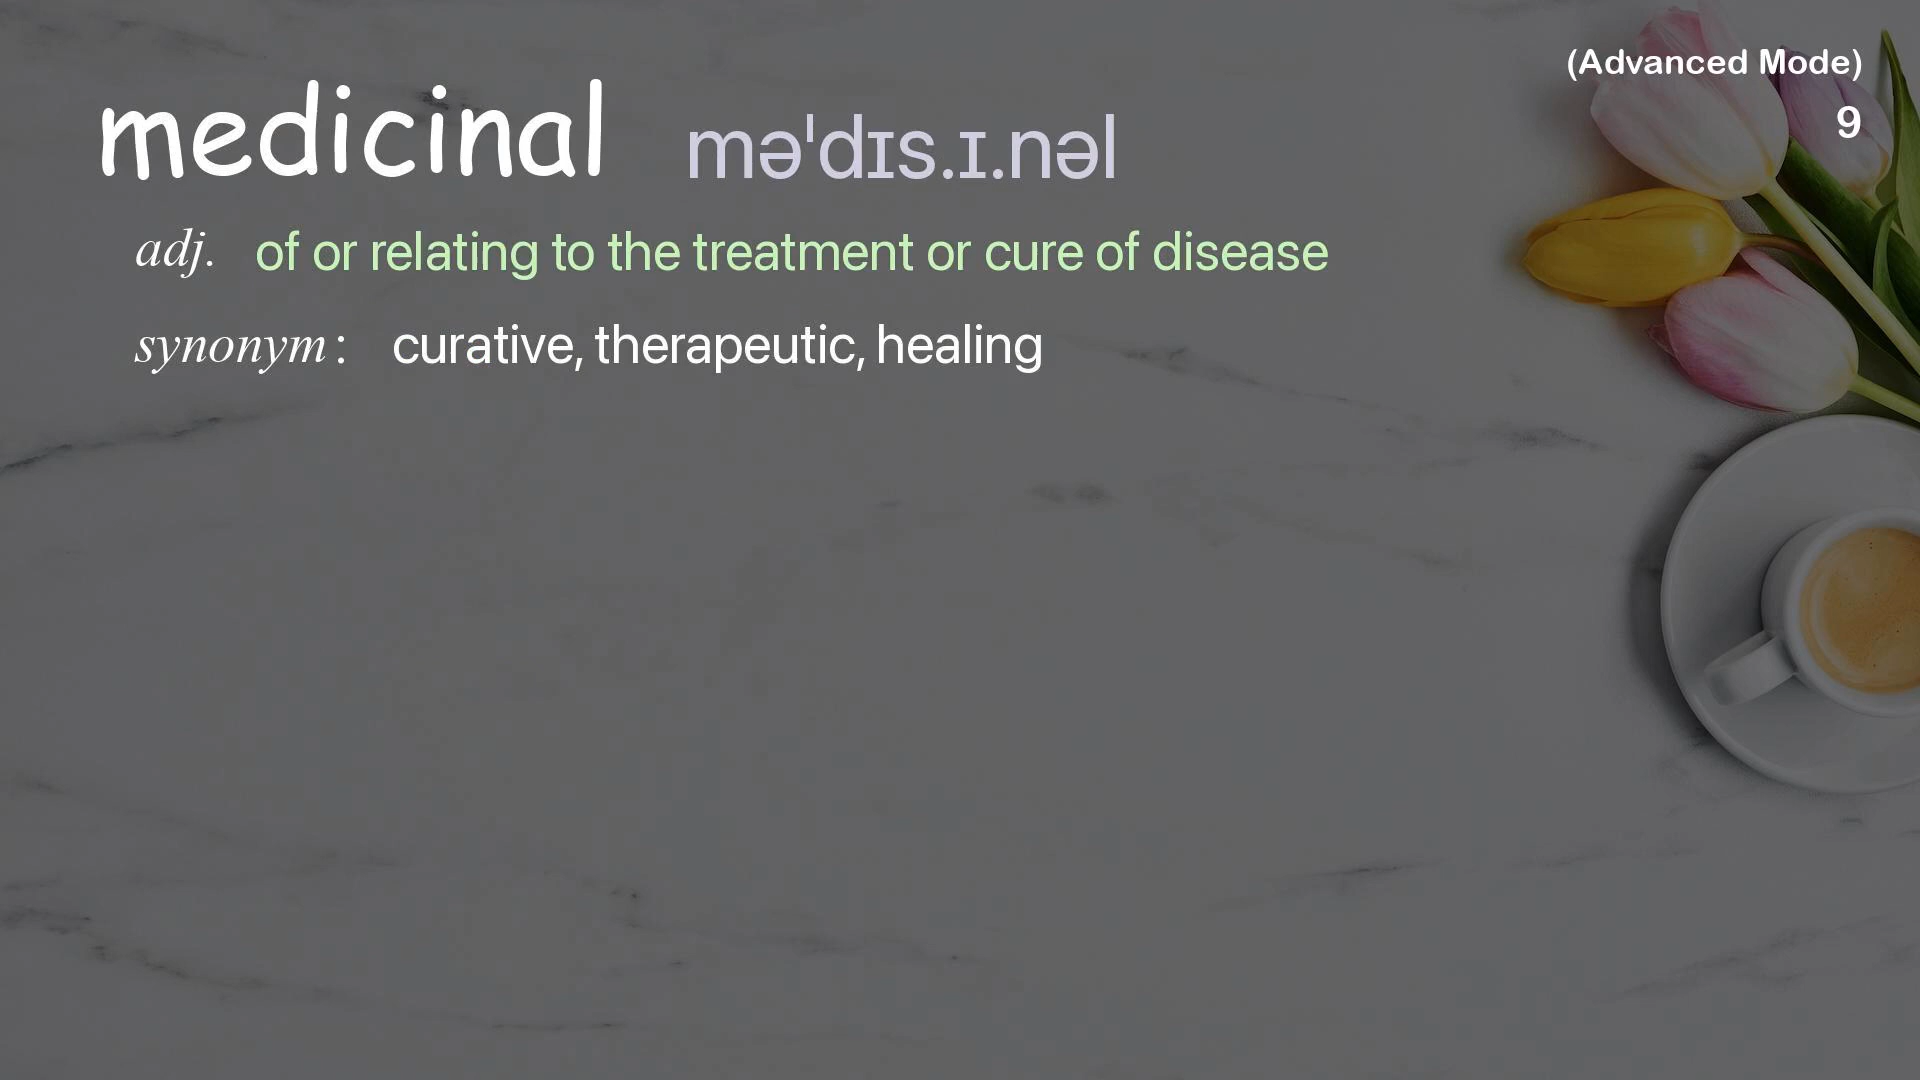 (Advanced Mode)
9
medicinal məˈdɪs.ɪ.nəl
adj. of or relating to the treatment or cure of disease
synonym: curative, therapeutic, healing